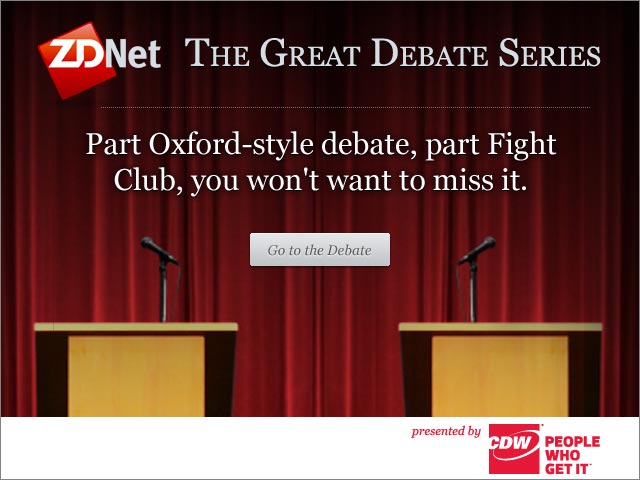 ZDNet THE GREAT DEBATE SERIES
Part Oxford-style debate, part Fight
Club, you won't want to miss it.
Go to the Debate
presented by
CDW PEOPLE
WHO
GET IT